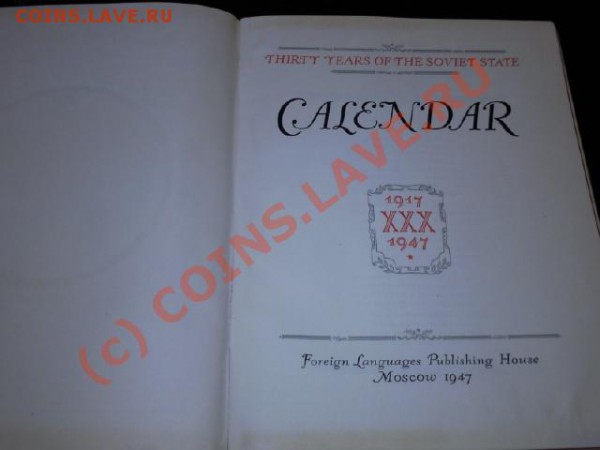 COINS.LAVE.RU
THIRTY YEARS OF THE SOVIET STATE
CALENDAR
1917
XXX
1947
Foreign Languages Publishing House
Moscow 1947
(c) COINS.LAVE.RU